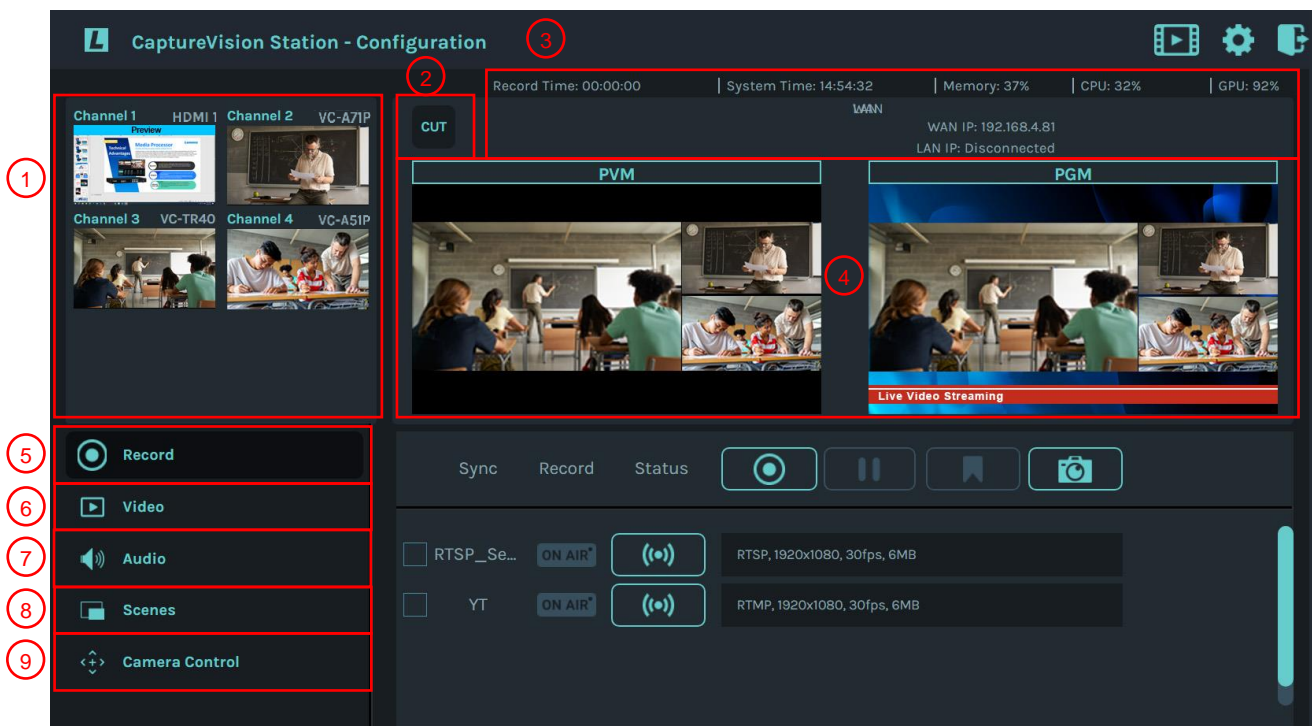 L CaptureVision Station - Configuration
3
2
Record Time: 00:00:00 | System Time: 14:54:32 | Memory: 37% | CPU: 32% | GPU: 92%
WAN IP: 192.168.4.81
LAN IP: Disconnected
CUT
1
Channel 1 HDMI 1
Preview
Technical Advantages
Media Processor
Channel 2 VC-A71P
Channel 3 VC-TR40
Channel 4 VC-A51P
PVM
PGM
4
Live Video Streaming
5 Record
6 Video
7 Audio
8 Scenes
9 Camera Control
Sync Record Status
RTSP_Se... ON AIR RTSP, 1920x1080, 30fps, 6MB
YT ON AIR RTMP, 1920x1080, 30fps, 6MB